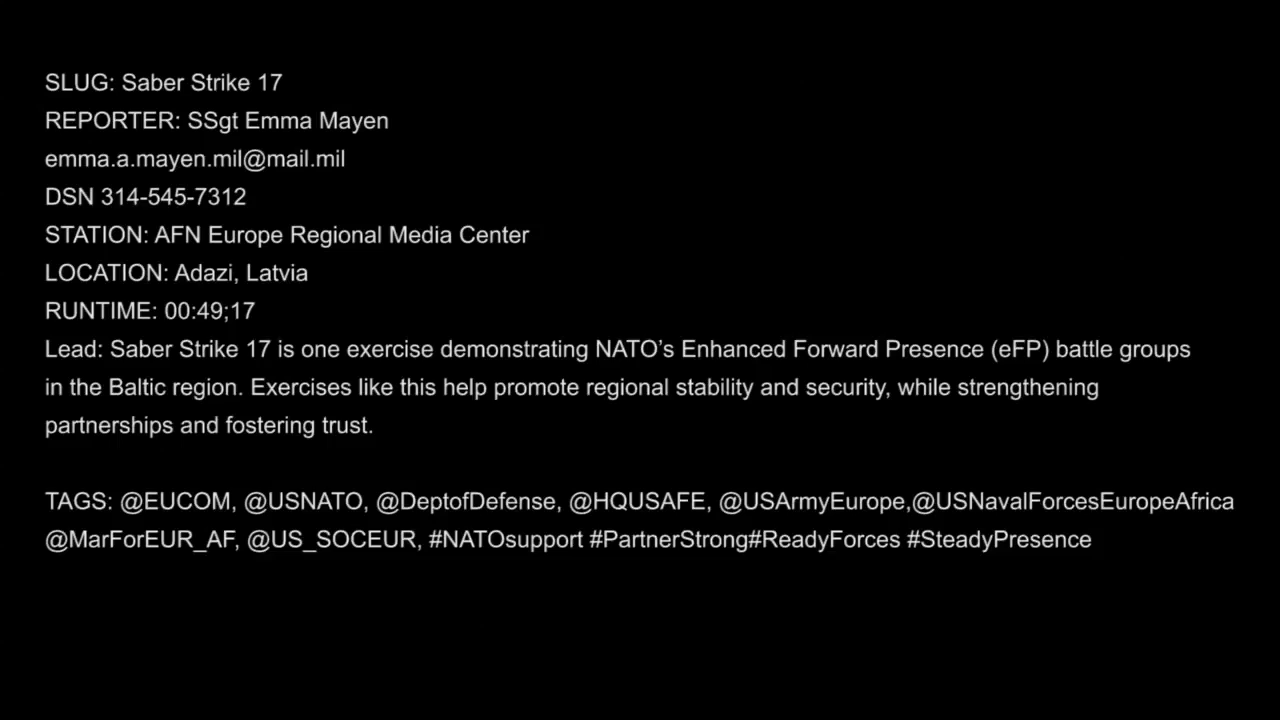 SLUG: Saber Strike 17
REPORTER: SSgt Emma Mayen
emma.a.mayen.mil@mail.mil
DSN 314-545-7312
STATION: AFN Europe Regional Media Center
LOCATION: Adazi, Latvia
RUNTIME: 00:49;17
Lead: Saber Strike 17 is one exercise demonstrating NATO’s Enhanced Forward Presence (eFP) battle groups
in the Baltic region. Exercises like this help promote regional stability and security, while strengthening
partnerships and fostering trust.
TAGS: @EUCOM, @USNATO, @DeptofDefense, @HQUSAFE, @USArmyEurope,@USNavalForcesEuropeAfrica
@MarForEUR_AF, @US_SOCEUR, #NATOsupport #PartnerStrong#ReadyForces #SteadyPresence